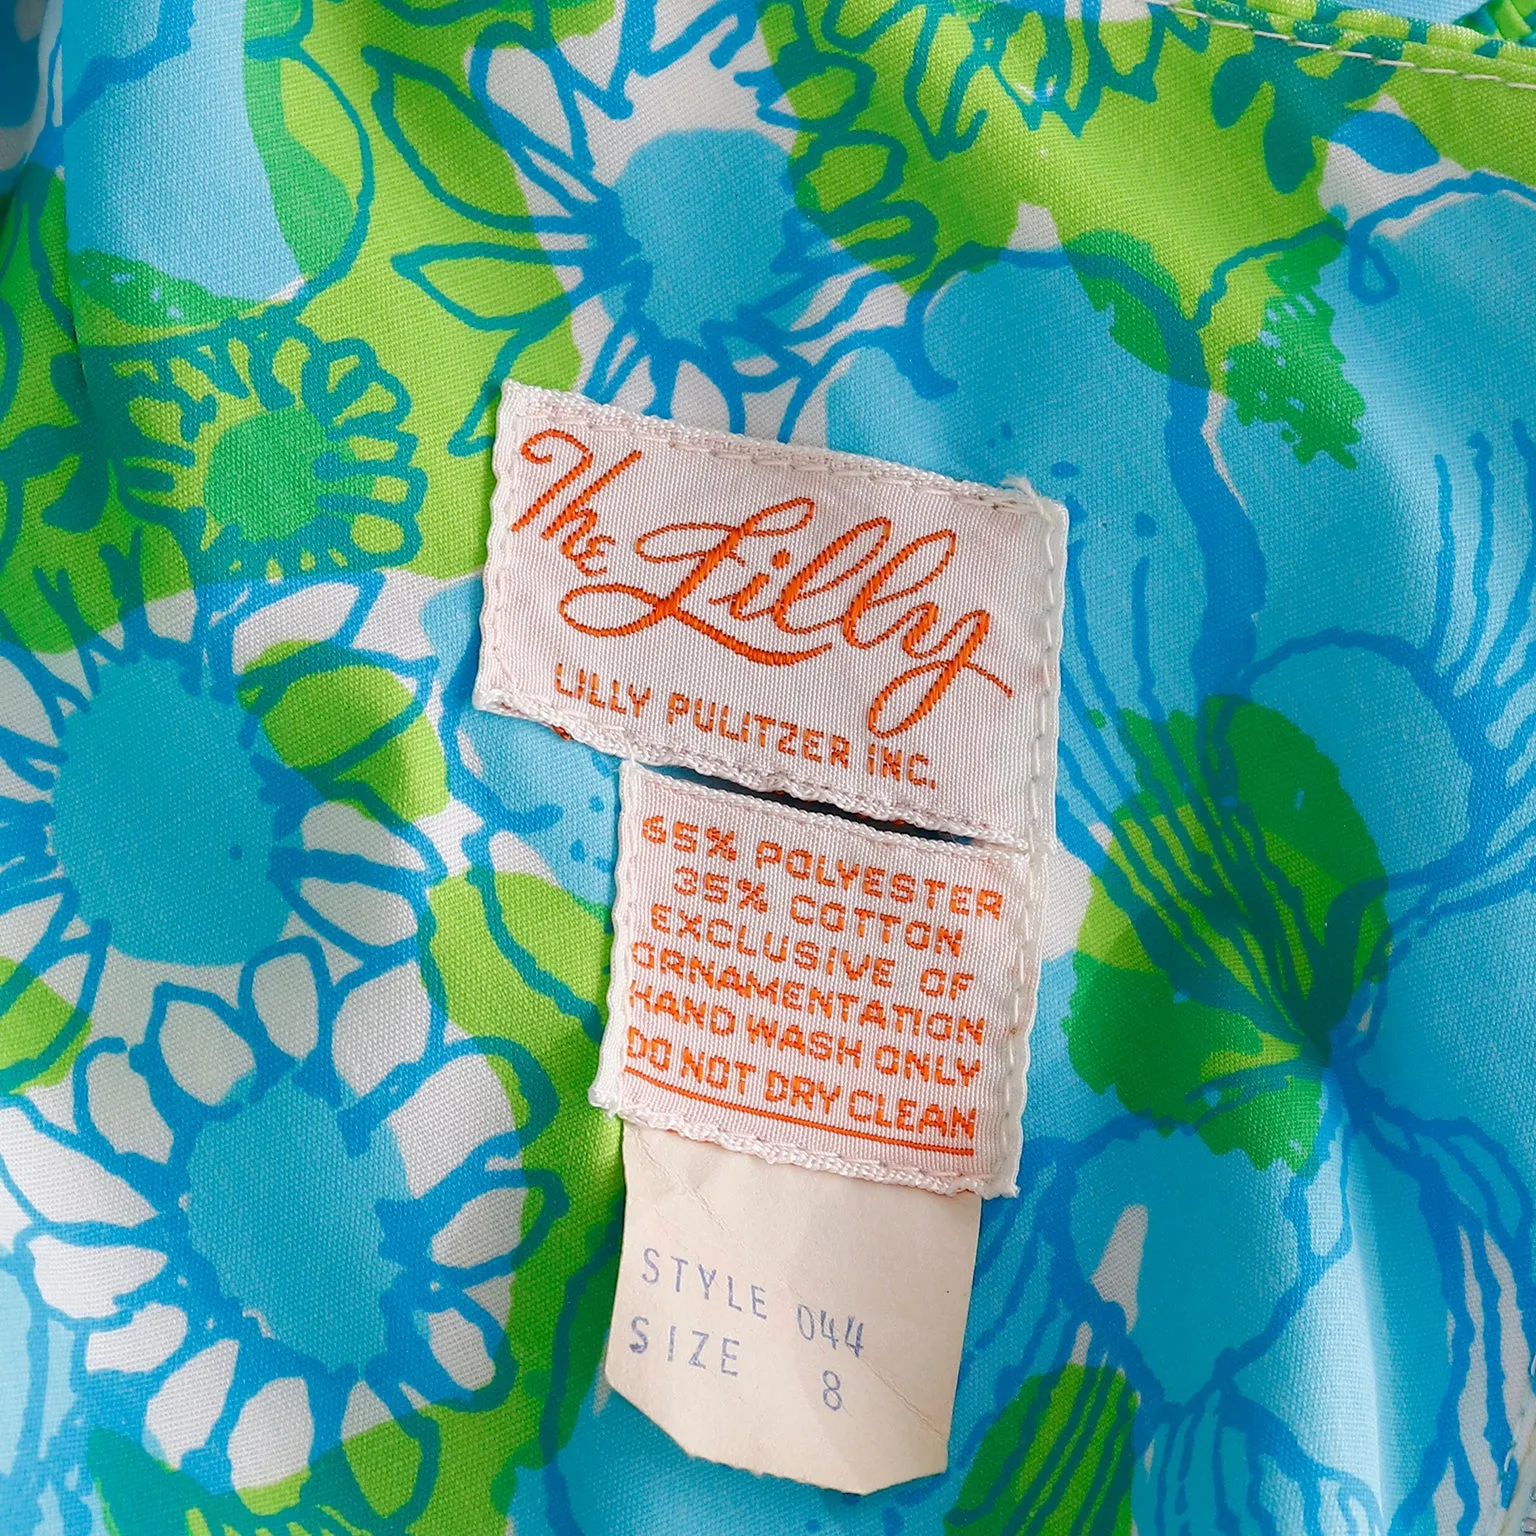 The Lilly
LILLY PULITZER INC.
65% POLYESTER
35% COTTON
EXCLUSIVE OF
ORNAMENTATION
HAND WASH ONLY
DO NOT DRY CLEAN
STYLE 044
SIZE 8